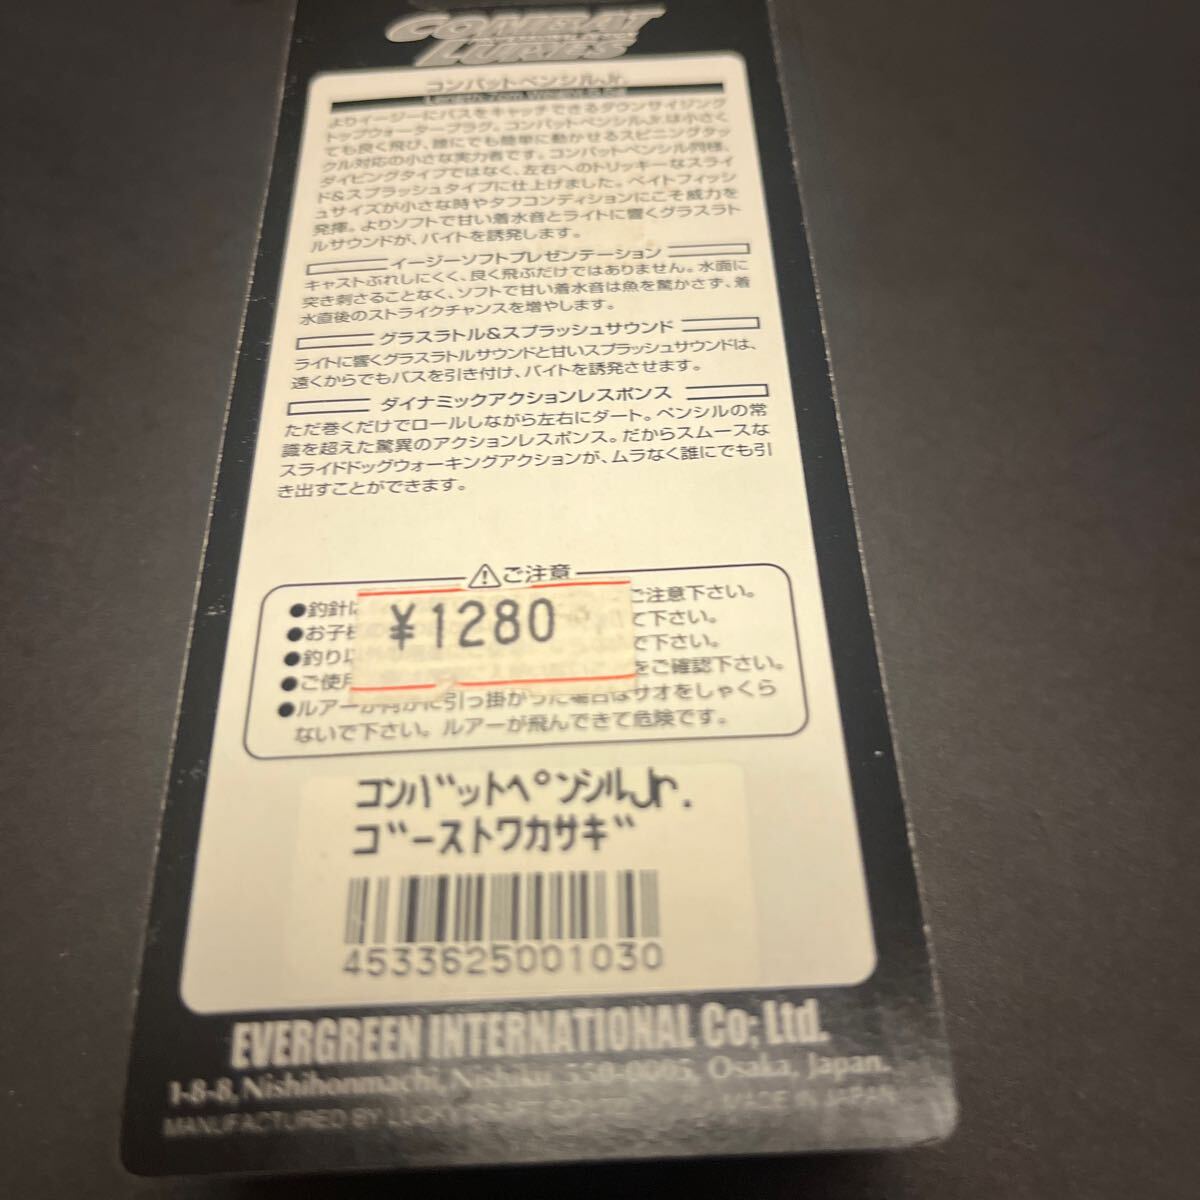 COMBAT
LURES
コンバットペンシルJr.
よりイージーにバスをキャッチできるダウンサイジング
トップウォータープラグ。コンバットペンシルJr.は小さく
ても良く飛び、誰にでも簡単に動かせるスピニングタッ
クル対応の小さな実力者です。コンバットペンシル同様、
ダイビングタイプではなく、左右へのトリッキーなスライ
ド&スプラッシュタイプに仕上げました。ベイトフィッシ
ュサイズが小さな時やタフコンディションにこそ威力を
発揮。よりソフトで甘い着水音とライトに響くグラスラト
ルサウンドが、バイトを誘発します。
イージーソフトプレゼンテーション
キャストぶれしにくく、良く飛ぶだけではありません。水面に
突き刺さることなく、ソフトで甘い着水音は魚を驚かさず、着
水直後のストライクチャンスを増やします。
グラスラトル&スプラッシュサウンド
ライトに響くグラスラトルサウンドと甘いスプラッシュサウンドは、
遠くからでもバスを引き付け、バイトを誘発させます。
ダイナミックアクションレスポンス
ただ巻くだけでロールしながら左右にダート。ペンシルの常
識を超えた驚異のアクションレスポンス。だからスムースな
スライドドッグウォーキングアクションが、ムラなく誰にでも引
き出すことができます。
ご注意
●釣針に ご注意下さい。
●お子様 て下さい。
●釣り以 で下さい。
●ご使用 をご確認下さい。
¥1280
●ルアーが何かに引っ掛かった場合はサオをしゃくら
ないで下さい。ルアーが飛んできて危険です。
コンバットペンシルJr.
ゴーストワカサギ
4533625001030
EVERGREEN INTERNATIONAL Co; Ltd.
1-8-8, Nishihonmachi, Nishiku 550-0005, Osaka, Japan.
MANUFACTURED BY LUCKY CRAFT CO LTD MADE IN JAPAN